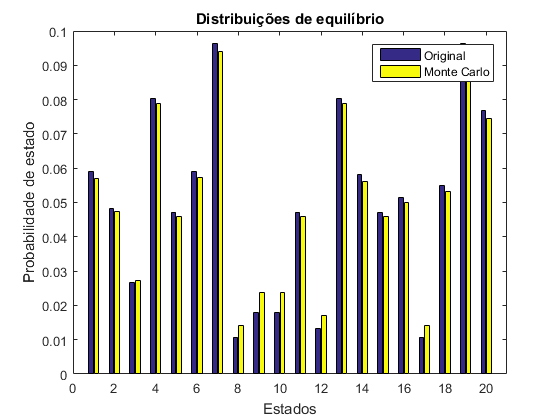 Distribuições de equilíbrio
Original
Monte Carlo
Probabilidade de estado
0.1
0.09
0.08
0.07
0.06
0.05
0.04
0.03
0.02
0.01
0
0 2 4 6 8 10 12 14 16 18 20
Estados